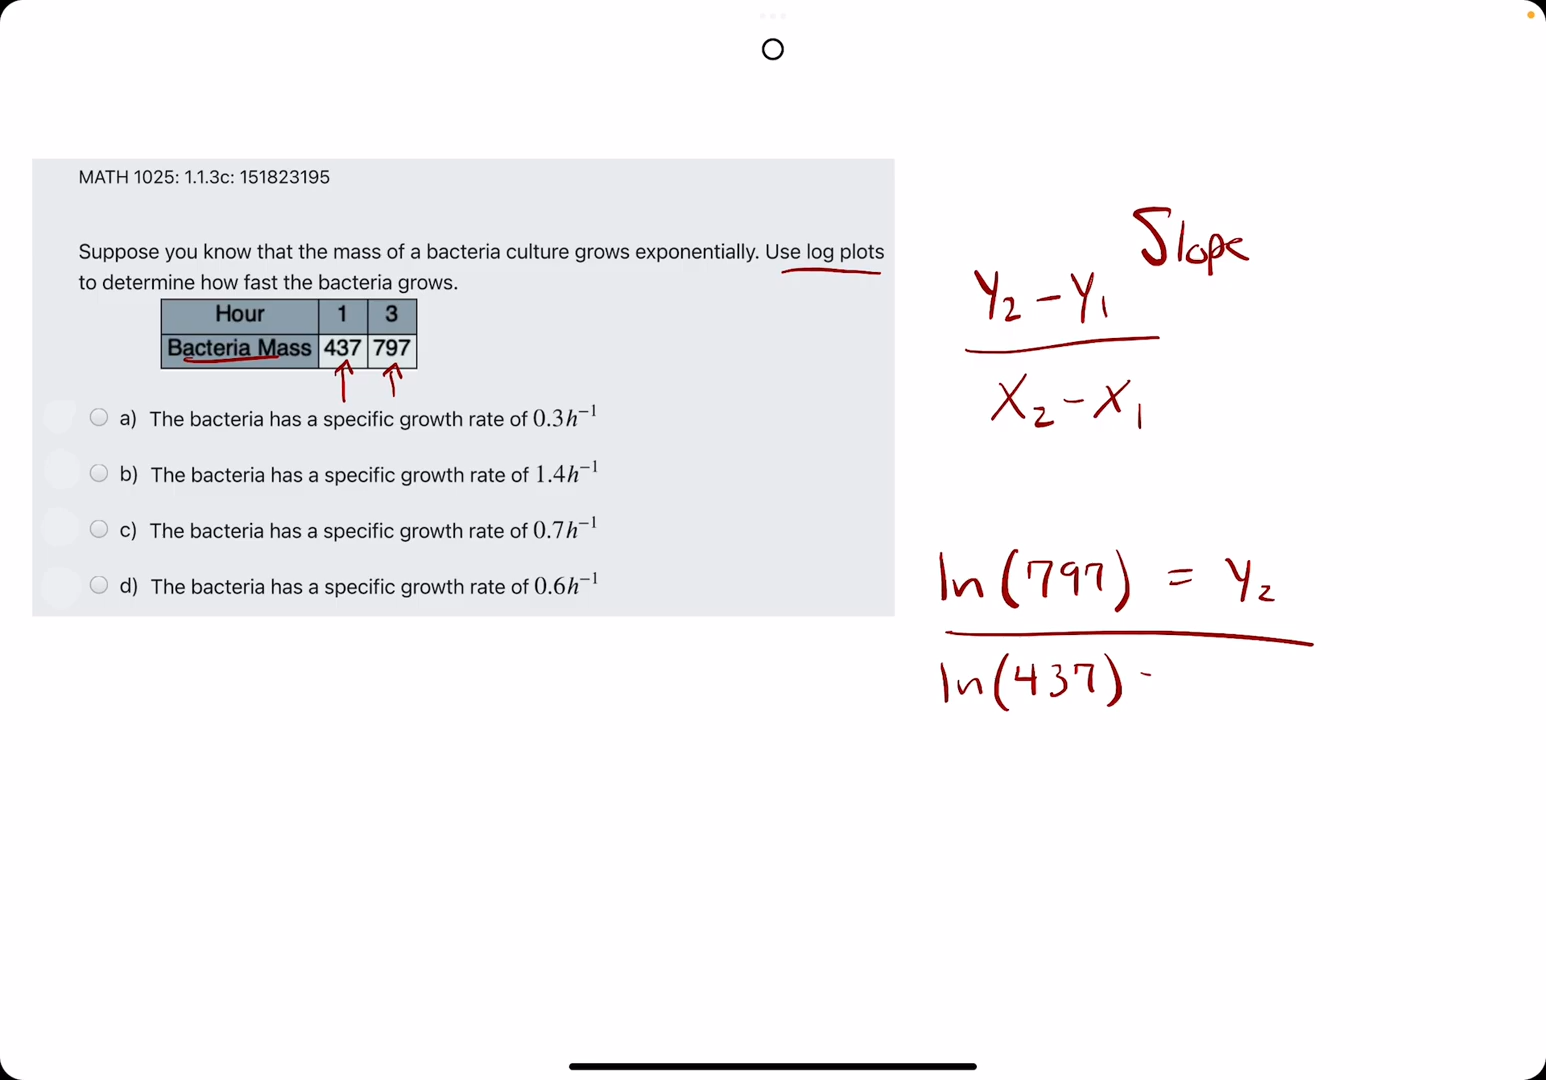 MATH 1025: 1.1.3c: 151823195
Suppose you know that the mass of a bacteria culture grows exponentially. Use log plots
to determine how fast the bacteria grows.
Hour 1 3
Bacteria Mass 437 797
a) The bacteria has a specific growth rate of 0.3h⁻¹
b) The bacteria has a specific growth rate of 1.4h⁻¹
c) The bacteria has a specific growth rate of 0.7h⁻¹
d) The bacteria has a specific growth rate of 0.6h⁻¹
Slope
Y₂ - Y₁
X₂ - X₁
ln(797) = Y₂
ln(437) -